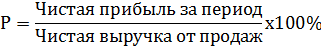 Р = Чистая прибыль за период
Чистая выручка от продаж х100%